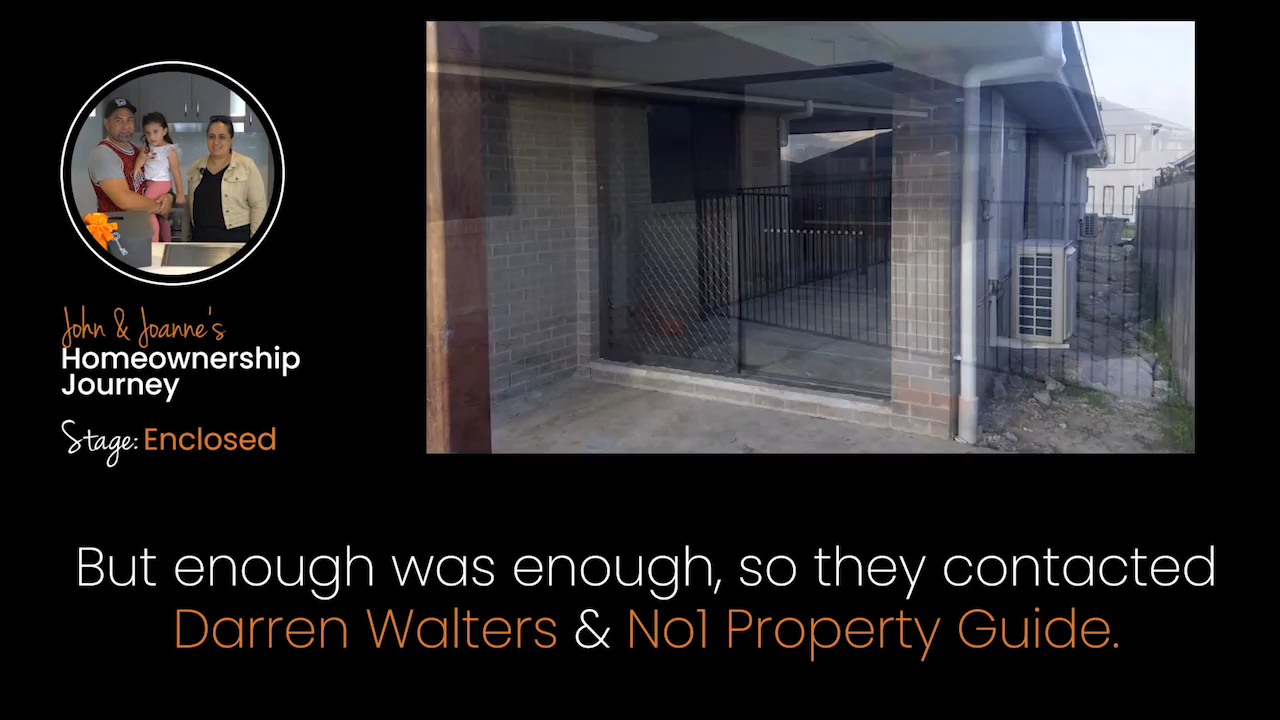 John & Joanne's
Homeownership
Journey
Stage: Enclosed
But enough was enough, so they contacted
Darren Walters & No1 Property Guide.